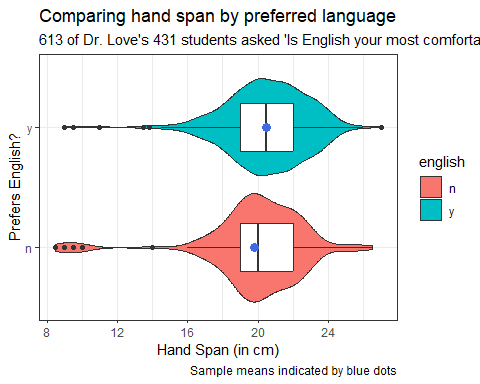 Comparing hand span by preferred language
613 of Dr. Love's 431 students asked 'Is English your most comforta
y
n
Prefers English?
8 12 16 20 24
Hand Span (in cm)
english
n
y
Sample means indicated by blue dots